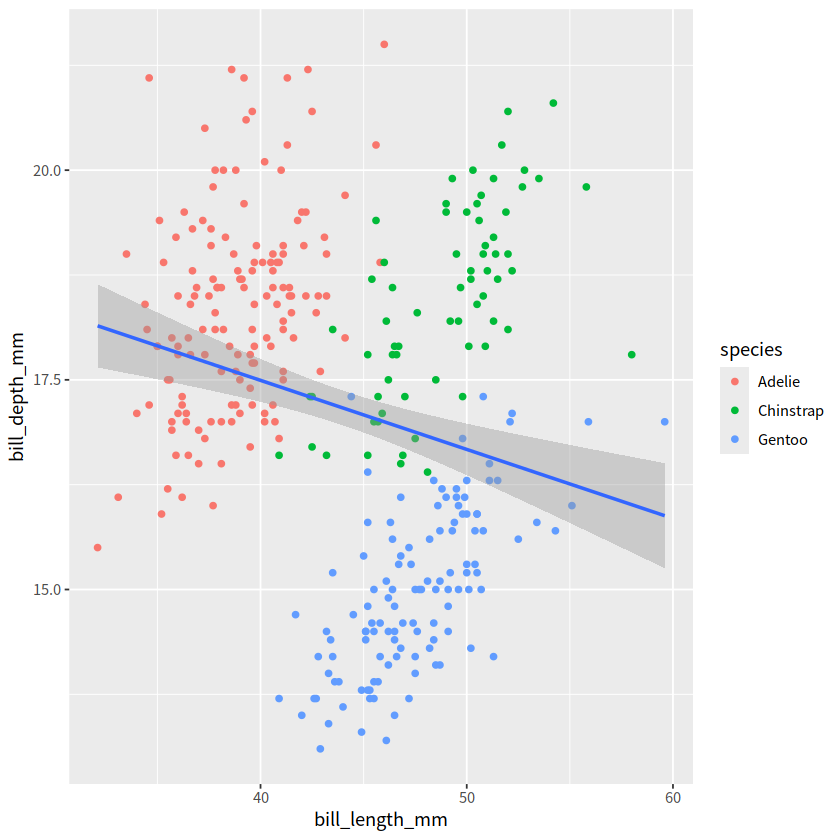 20.0
17.5
15.0
bill_depth_mm
40
50
60
bill_length_mm
species
Adelie
Chinstrap
Gentoo